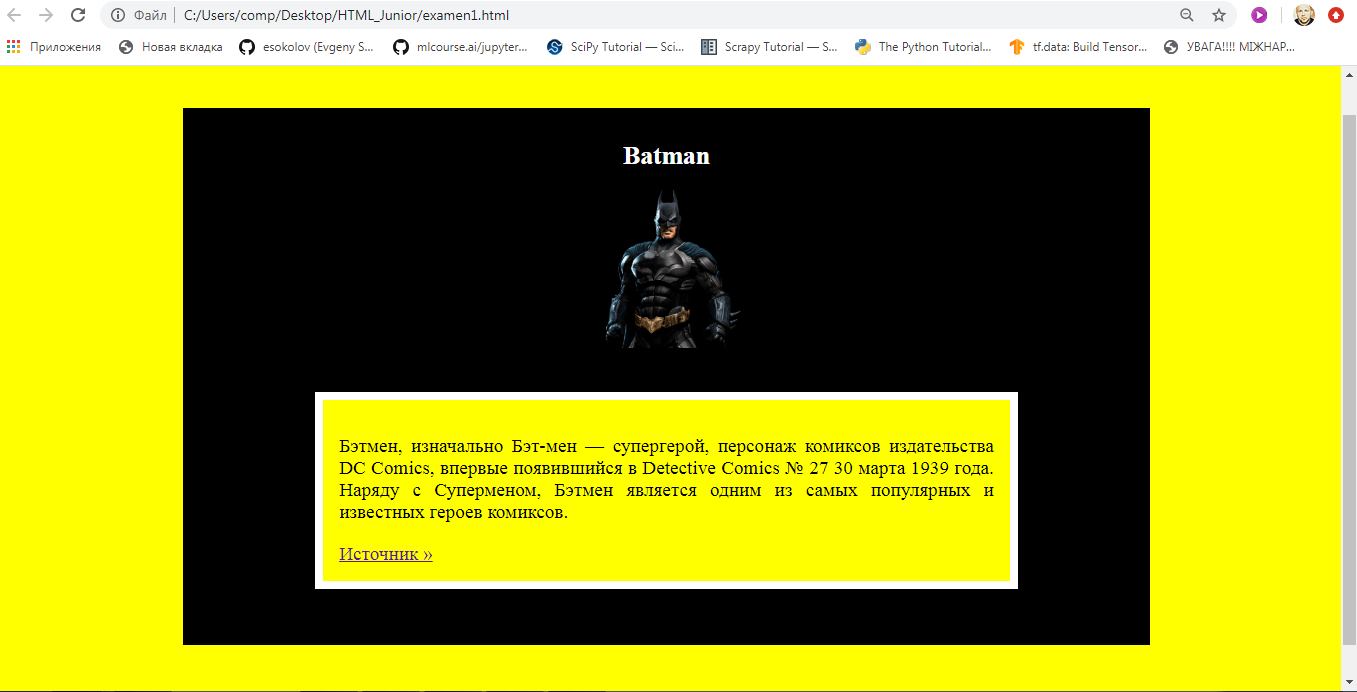 Файл C:/Users/comp/Desktop/HTML_Junior/examen1.html
Приложения Новая вкладка esokolov (Evgeny S... mlcourse.ai/jupyter... SciPy Tutorial — Sci... Scrapy Tutorial — S... The Python Tutorial... tf.data: Build Tensor... УВАГА!!!! МІЖНАР...
Batman
Бэтмен, изначально Бэт-мен — супергерой, персонаж комиксов издательства
DC Comics, впервые появившийся в Detective Comics № 27 30 марта 1939 года.
Наряду с Суперменом, Бэтмен является одним из самых популярных и
известных героев комиксов.
Источник »